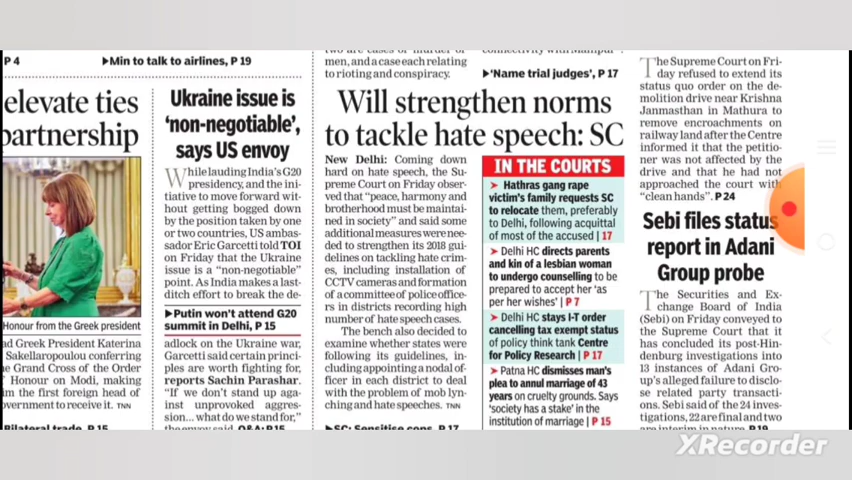 P 4
▶Min to talk to airlines, P 19
elevate ties
partnership
Honour from the Greek president
ad Greek President Katerina
Sakellaropoulou conferring
e Grand Cross of the Order
Honour on Modi, making
im the first foreign head of
overnment to receive it. TNN
Bilateral trade, P 15
Ukraine issue is
'non-negotiable',
says US envoy
While lauding India's G20
presidency, and the ini-
tiative to move forward wit-
hout getting bogged down
by the position taken by one
or two countries, US ambas-
sador Eric Garcetti told TOI
on Friday that the Ukraine
issue is a "non-negotiable"
point. As India makes a last-
ditch effort to break the de-
▶Putin won't attend G20
summit in Delhi, P 15
adlock on the Ukraine war,
Garcetti said certain princi-
ples are worth fighting for,
reports Sachin Parashar.
"If we don't stand up aga-
inst unprovoked aggres-
sion... what do we stand for,"
the envoy said. Q&A: P 15
two are cases of murder of
men, and a case each relating
to rioting and conspiracy.
connectivity with Manipur".
▶'Name trial judges', P 17
Will strengthen norms
to tackle hate speech: SC
New Delhi: Coming down
hard on hate speech, the Su-
preme Court on Friday obser-
ved that "peace, harmony and
brotherhood must be maintai-
ned in society" and said some
additional measures were nee-
ded to strengthen its 2018 gui-
delines on tackling hate crim-
es, including installation of
CCTV cameras and formation
of a committee of police office-
rs in districts recording high
number of hate speech cases.
The bench also decided to
examine whether states were
following its guidelines, in-
cluding appointing a nodal of-
ficer in each district to deal
with the problem of mob lyn-
ching and hate speeches. TNN
▶SC: Sensitise cops, P 17
IN THE COURTS
➤ Hathras gang rape
victim's family requests SC
to relocate them, preferably
to Delhi, following acquittal
of most of the accused | 17
➤ Delhi HC directs parents
and kin of a lesbian woman
to undergo counselling to be
prepared to accept her 'as
per her wishes' | P 7
➤ Delhi HC stays I-T order
cancelling tax exempt status
of policy think tank Centre
for Policy Research | P 17
➤ Patna HC dismisses man's
plea to annul marriage of 43
years on cruelty grounds. Says
'society has a stake' in the
institution of marriage | P 15
The Supreme Court on Fri-
day refused to extend its
status quo order on the de-
molition drive near Krishna
Janmasthan in Mathura to
remove encroachments on
railway land after the Centre
informed it that the petitio-
ner was not affected by the
drive and that he had not
approached the court with
"clean hands". P 24
Sebi files status
report in Adani
Group probe
The Securities and Ex-
change Board of India
(Sebi) on Friday conveyed to
the Supreme Court that it
has concluded its post-Hin-
denburg investigations into
13 instances of Adani Gro-
up's alleged failure to disclo-
se related party transacti-
ons. Sebi said of the 24 inves-
tigations, 22 are final and two
are interim in nature. P 19
XRecorder